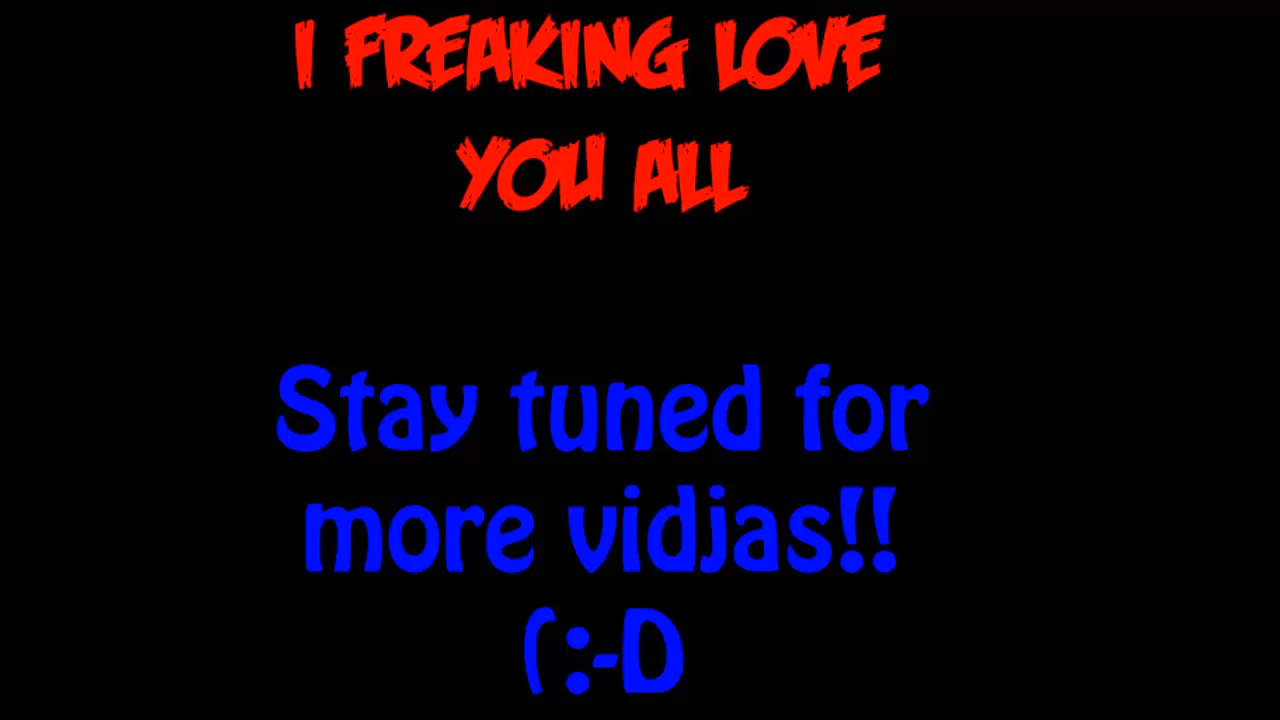 I FREAKING LOVE
YOU ALL
Stay tuned for
more vidjas!!
(:-D